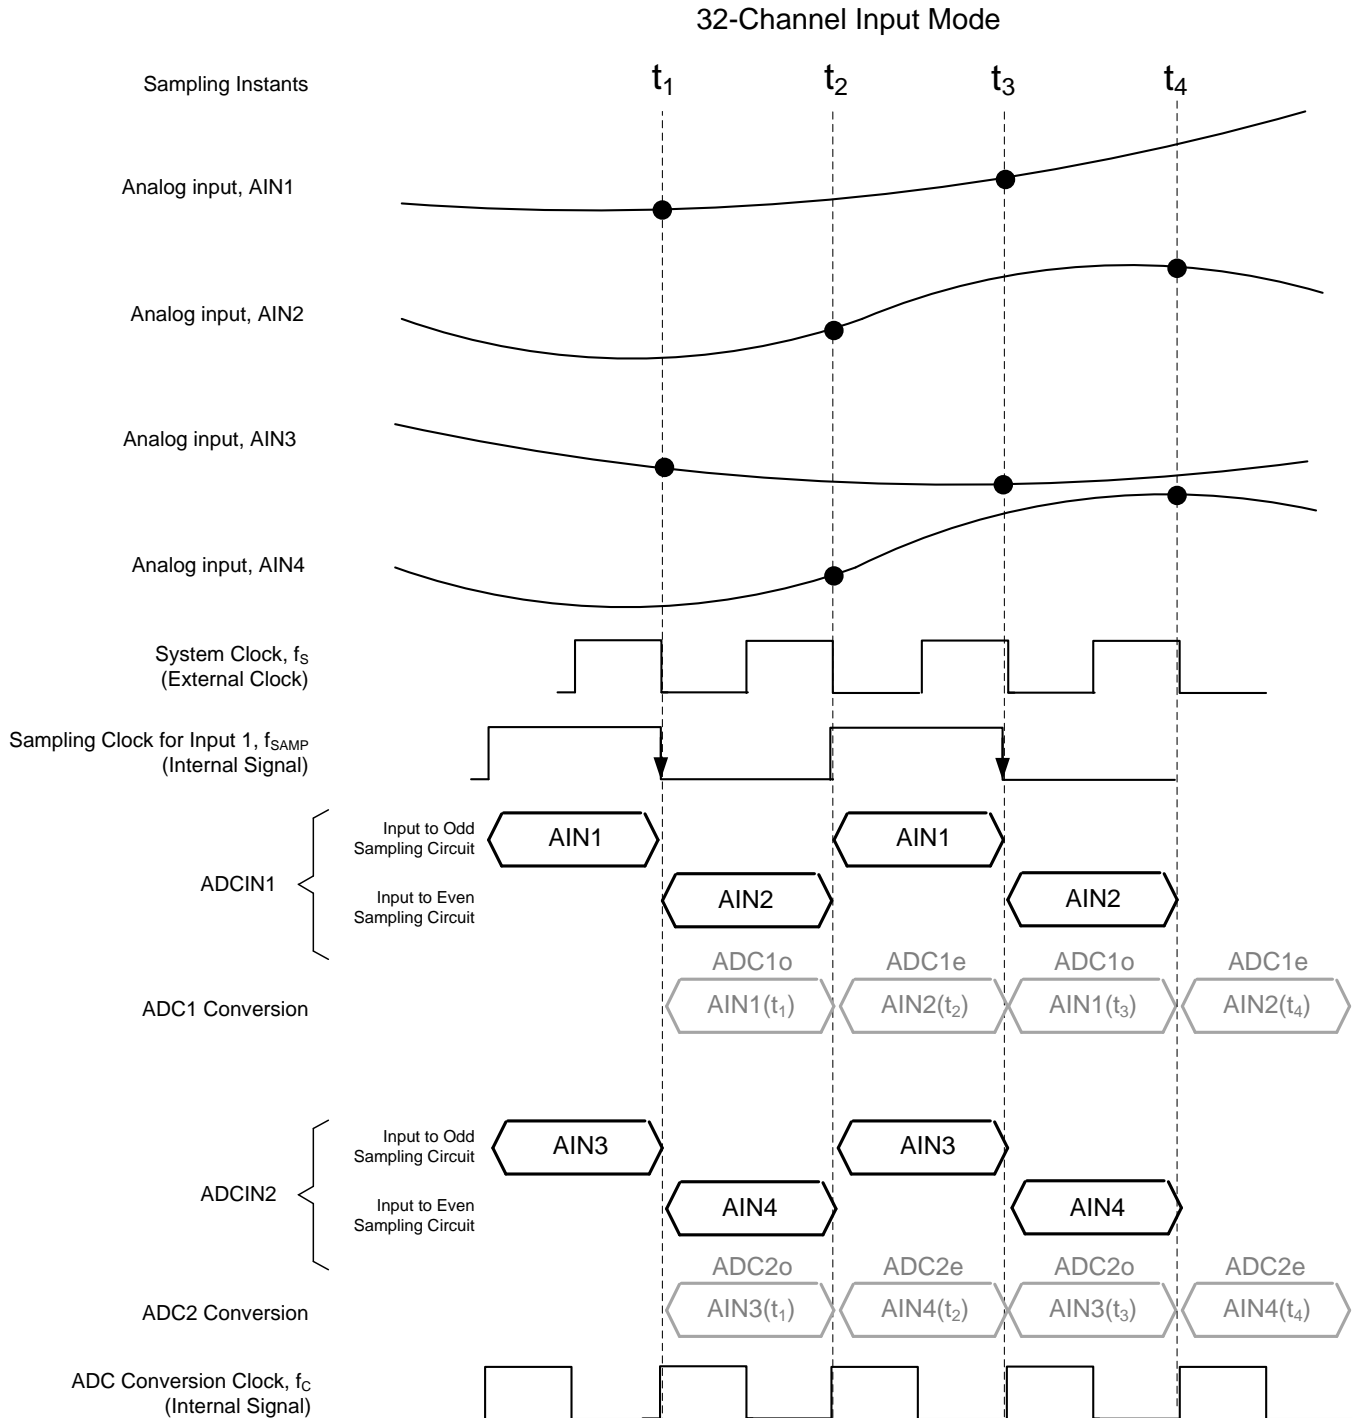 32-Channel Input Mode
Sampling Instants
t1 t2 t3 t4
Analog input, AIN1
Analog input, AIN2
Analog input, AIN3
Analog input, AIN4
System Clock, fS
(External Clock)
Sampling Clock for Input 1, fSAMP
(Internal Signal)
ADCIN1
Input to Odd
Sampling Circuit
AIN1 AIN1
Input to Even
Sampling Circuit
AIN2 AIN2
ADC1o ADC1e ADC1o ADC1e
ADC1 Conversion
AIN1(t1) AIN2(t2) AIN1(t3) AIN2(t4)
ADCIN2
Input to Odd
Sampling Circuit
AIN3 AIN3
Input to Even
Sampling Circuit
AIN4 AIN4
ADC2o ADC2e ADC2o ADC2e
ADC2 Conversion
AIN3(t1) AIN4(t2) AIN3(t3) AIN4(t4)
ADC Conversion Clock, fC
(Internal Signal)